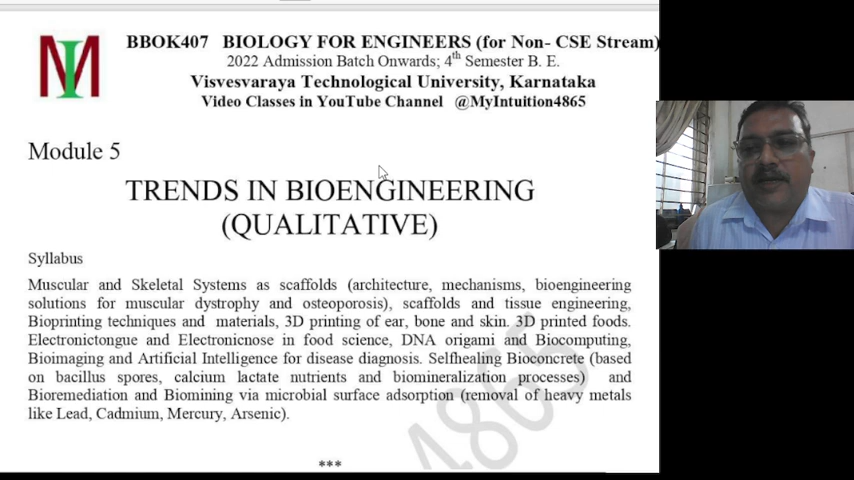 MI
BBOK407 BIOLOGY FOR ENGINEERS (for Non- CSE Stream)
2022 Admission Batch Onwards; 4th Semester B. E.
Visvesvaraya Technological University, Karnataka
Video Classes in YouTube Channel @MyIntuition4865
Module 5
TRENDS IN BIOENGINEERING
(QUALITATIVE)
Syllabus
Muscular and Skeletal Systems as scaffolds (architecture, mechanisms, bioengineering
solutions for muscular dystrophy and osteoporosis), scaffolds and tissue engineering,
Bioprinting techniques and materials, 3D printing of ear, bone and skin. 3D printed foods.
Electronictongue and Electronicnose in food science, DNA origami and Biocomputing,
Bioimaging and Artificial Intelligence for disease diagnosis. Selfhealing Bioconcrete (based
on bacillus spores, calcium lactate nutrients and biomineralization processes) and
Bioremediation and Biomining via microbial surface adsorption (removal of heavy metals
like Lead, Cadmium, Mercury, Arsenic).
4865
***